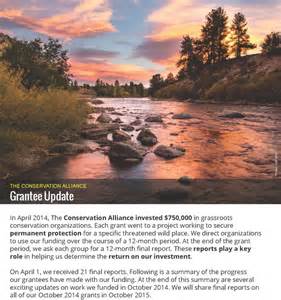 THE CONSERVATION ALLIANCE
Grantee Update
In April 2014, The Conservation Alliance invested $750,000 in grassroots
conservation organizations. Each grant went to a project working to secure
permanent protection for a specific threatened wild place. We direct organizations
to use our funding over the course of a 12-month period. At the end of the grant
period, we ask each group for a 12-month final report. These reports play a key
role in helping us determine the return on our investment.
On April 1, we received 21 final reports. Following is a summary of the progress
our grantees have made with our funding. At the end of this summary are several
exciting updates on work we funded in October 2014. We will share final reports on
all of our October 2014 grants in October 2015.